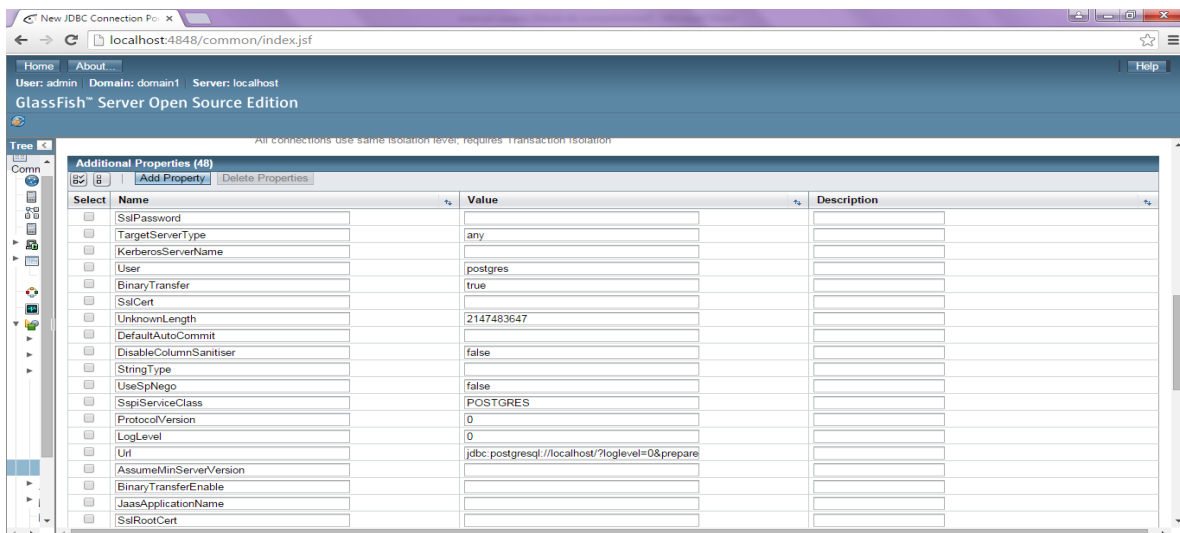 New JDBC Connection Po
localhost:4848/common/index.jsf
Home About... Help
User: admin Domain: domain1 Server: localhost
GlassFish™ Server Open Source Edition
Tree
Comn
All connections use same isolation level; requires Transaction Isolation
Additional Properties (48)
Add Property Delete Properties
Select Name Value Description
SslPassword
TargetServerType any
KerberosServerName
User postgres
BinaryTransfer true
SslCert
UnknownLength 2147483647
DefaultAutoCommit
DisableColumnSanitiser false
StringType
UseSpNego false
SspiServiceClass POSTGRES
ProtocolVersion 0
LogLevel 0
Url jdbc:postgresql://localhost/?loglevel=0&prepare
AssumeMinServerVersion
BinaryTransferEnable
JaasApplicationName
SslRootCert